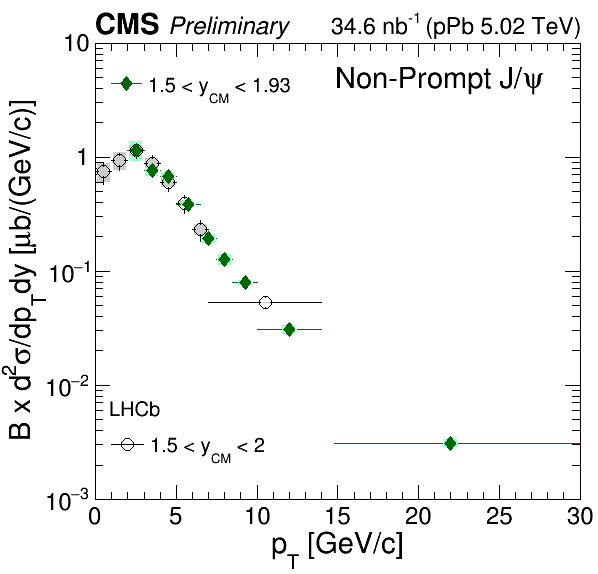 CMS Preliminary 34.6 nb⁻¹ (pPb 5.02 TeV)
10
1.5 < y_CM < 1.93
Non-Prompt J/ψ
1
10⁻¹
10⁻²
10⁻³
B x d²σ/dp_Tdy [μb/(GeV/c)]
LHCb
1.5 < y_CM < 2
0 5 10 15 20 25 30
p_T [GeV/c]